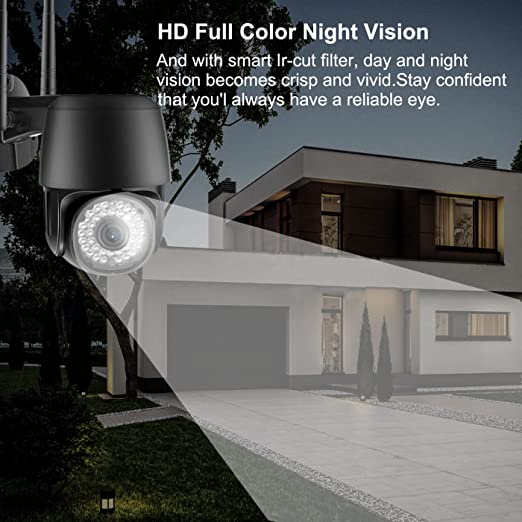 HD Full Color Night Vision
And with smart Ir-cut filter, day and night
vision becomes crisp and vivid.Stay confident
that you'l always have a reliable eye.